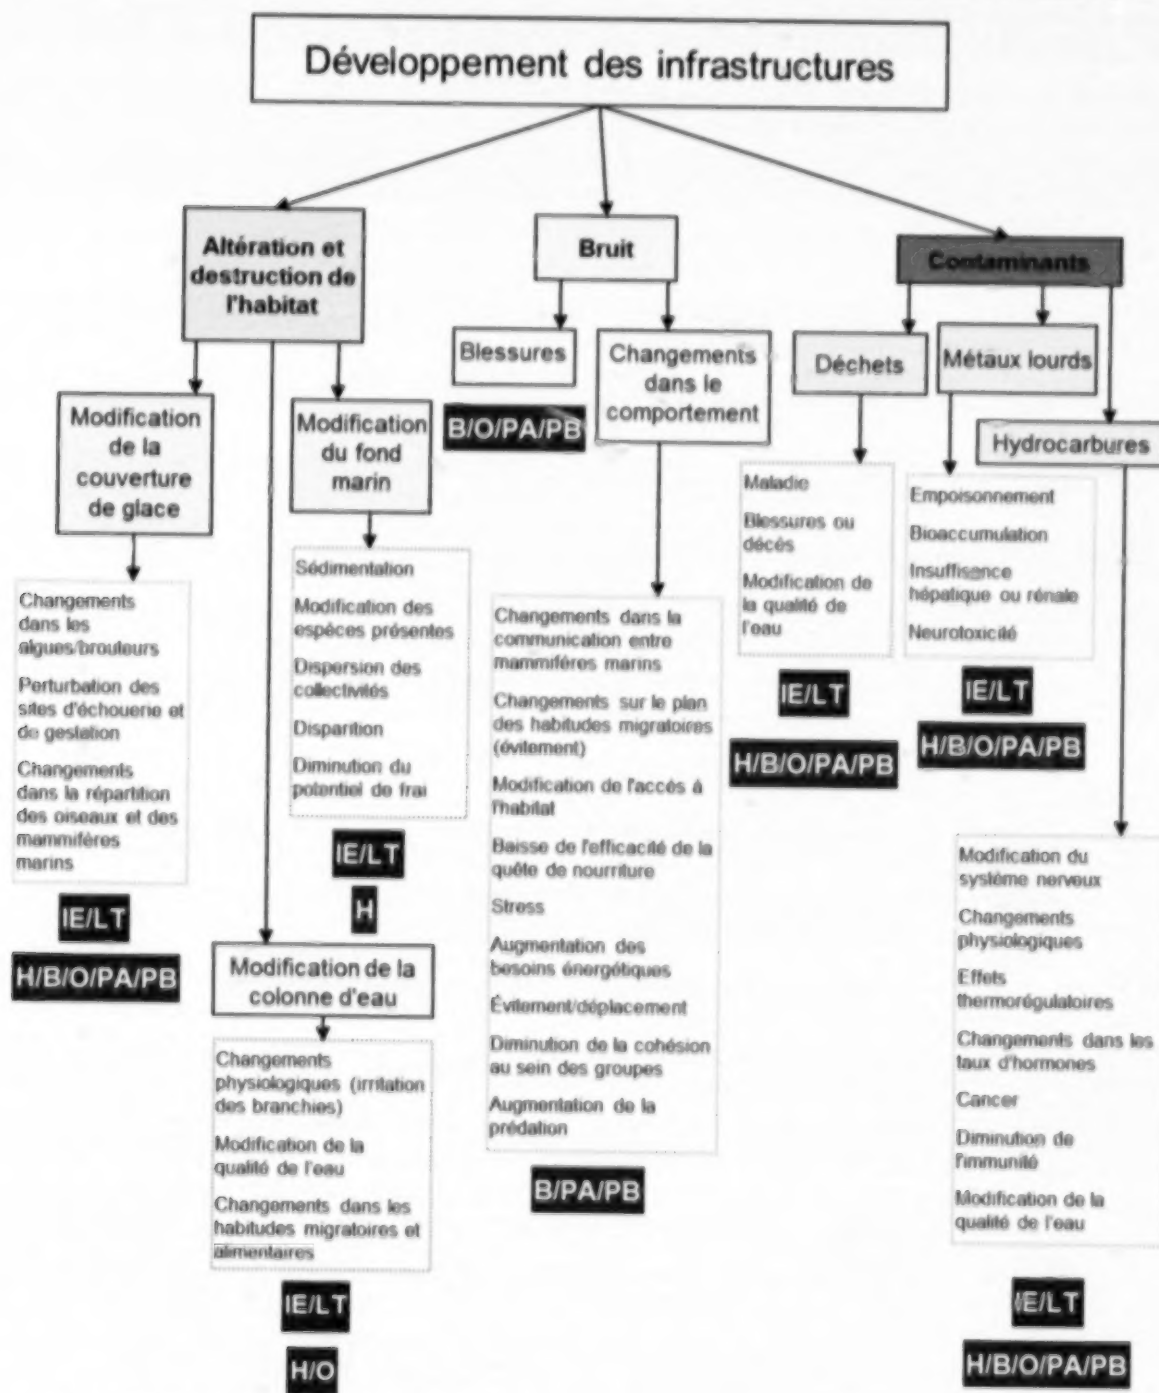 Développement des infrastructures
Altération et
destruction de
l'habitat
Bruit
Contaminants
Blessures
Changements
dans le
comportement
Déchets
Métaux lourds
Hydrocarbures
Modification
de la
couverture
de glace
Modification
du fond
marin
B/O/PA/PB
Changements
dans les
algues/brouteurs
Perturbation des
sites d'échouerie et
de gestation
Changements
dans la répartition
des oiseaux et des
mammifères
marins
IE/LT
H/B/O/PA/PB
Sédimentation
Modification des
espèces présentes
Dispersion des
collectivités
Disparition
Diminution du
potentiel de frai
IE/LT
H
Modification de la
colonne d'eau
Changements
physiologiques (irritation
des branchies)
Modification de la
qualité de l'eau
Changements dans les
habitudes migratoires et
alimentaires
IE/LT
H/O
Changements dans la
communication entre
mammifères marins
Changements sur le plan
des habitudes migratoires
(évitement)
Modification de l'accès à
l'habitat
Baisse de l'efficacité de la
quête de nourriture
Stress
Augmentation des
besoins énergétiques
Évitement/déplacement
Diminution de la cohésion
au sein des groupes
Augmentation de la
prédation
B/PA/PB
Maladie
Blessures ou
décès
Modification de
la qualité de
l'eau
IE/LT
H/B/O/PA/PB
Empoisonnement
Bioaccumulation
Insuffisence
hépatique ou rénale
Neurotoxicité
IE/LT
H/B/O/PA/PB
Modification du
système nerveux
Changements
physiologiques
Effets
thermorégulatoires
Changements dans les
taux d'hormones
Cancer
Diminution de
l'immunité
Modification de la
qualité de l'eau
IE/LT
H/B/O/PA/PB